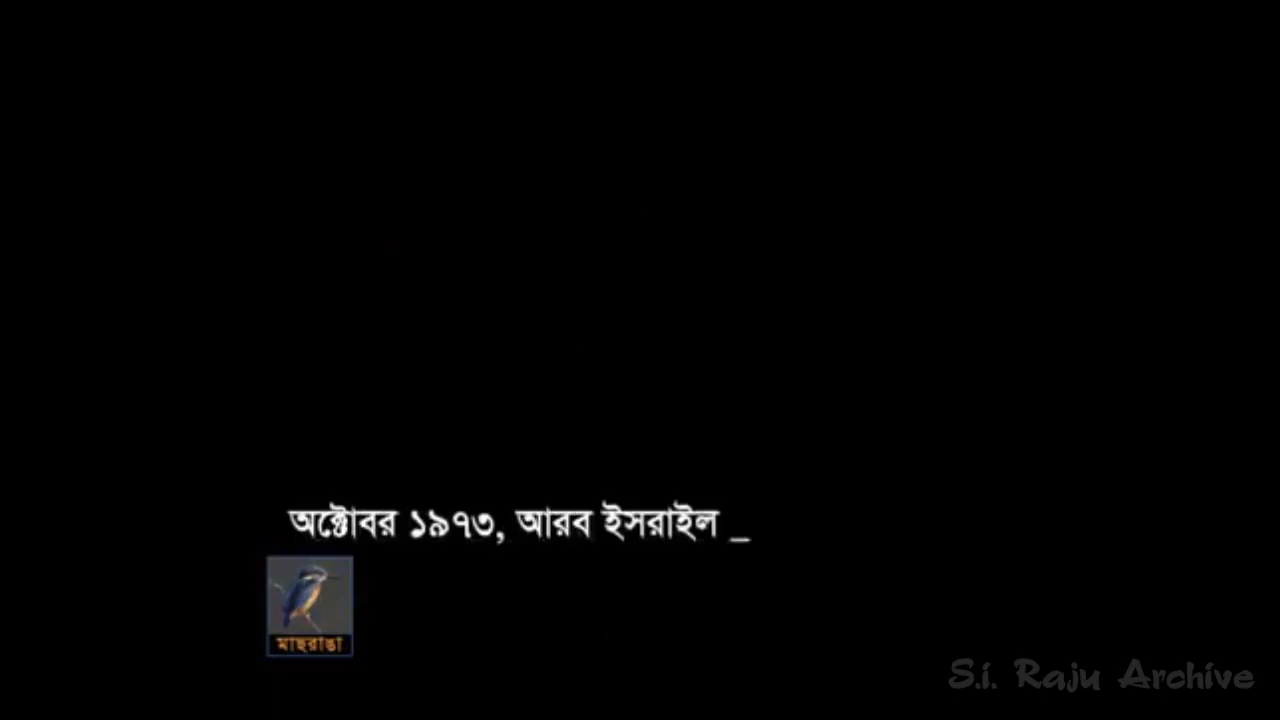 অক্টোবর ১৯৭৩, আরব ইসরাইল _
মাছরাঙা
S.i. Raju Archive